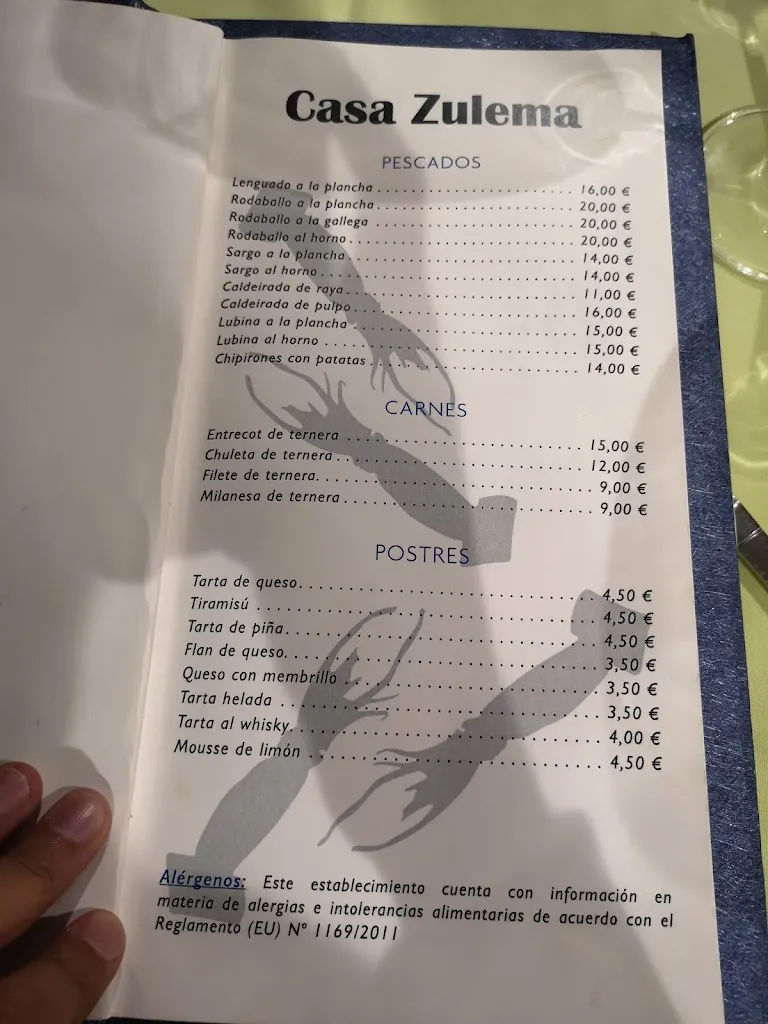 Casa Zulema
PESCADOS
Lenguado a la plancha ........................ 16,00 €
Rodaballo a la plancha ........................ 20,00 €
Rodaballo a la gallega ........................ 20,00 €
Rodaballo al horno ........................ 20,00 €
Sargo a la plancha ........................ 14,00 €
Sargo al horno ........................ 14,00 €
Caldeirada de raya ........................ 11,00 €
Caldeirada de pulpo ........................ 16,00 €
Lubina a la plancha ........................ 15,00 €
Lubina al horno ........................ 15,00 €
Chipirones con patatas ........................ 14,00 €
CARNES
Entrecot de ternera ........................ 15,00 €
Chuleta de ternera ........................ 12,00 €
Filete de ternera ........................ 9,00 €
Milanesa de ternera ........................ 9,00 €
POSTRES
Tarta de queso ........................ 4,50 €
Tiramisú ........................ 4,50 €
Tarta de piña ........................ 4,50 €
Flan de queso ........................ 3,50 €
Queso con membrillo ........................ 3,50 €
Tarta helada ........................ 3,50 €
Tarta al whisky ........................ 4,00 €
Mousse de limón ........................ 4,50 €
Alérgenos: Este establecimiento cuenta con información en
materia de alergias e intolerancias alimentarias de acuerdo con el
Reglamento (EU) Nº 1169/2011